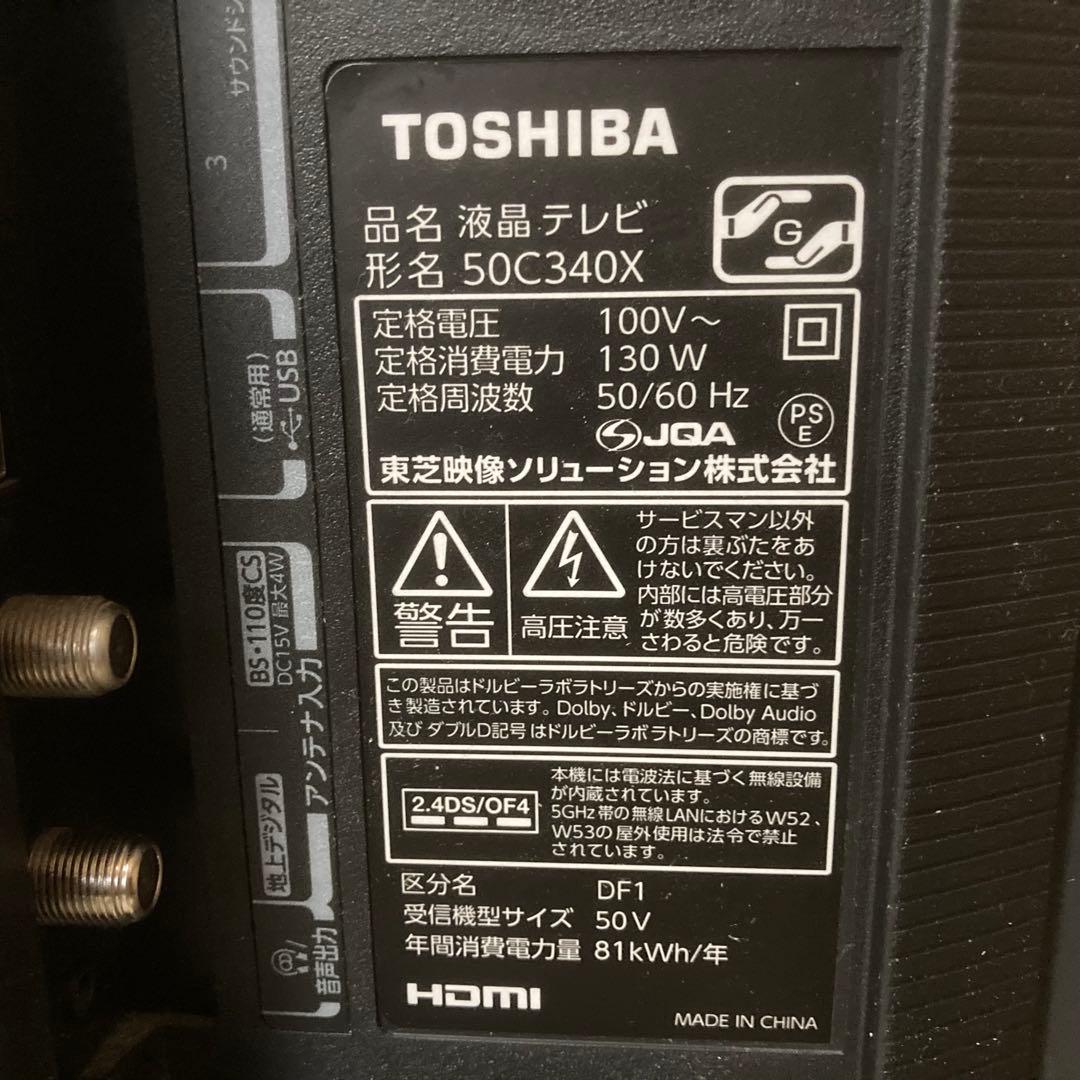 サウンドシ
3
(通常用)
USB
BS・110度CS
DC15V 最大4W
アンテナ入力
地上デジタル
音声出力
TOSHIBA
品名 液晶 テレビ
形名 50C340X
G
定格電圧 100V～
定格消費電力 130 W
定格周波数 50/60 Hz
PS
E
JQA
東芝映像ソリューション株式会社
警告
高圧注意
サービスマン以外
の方は裏ぶたをあ
けないでください。
内部には高電圧部分
が数多くあり、万一
さわると危険です。
この製品はドルビーラボラトリーズからの実施権に基づ
き製造されています。Dolby、ドルビー、Dolby Audio
及び ダブルD記号 はドルビーラボラトリーズの商標です。
2.4DS/OF4
本機には電波法に基づく無線設備
が内蔵されています。
5GHz 帯の無線LANにおけるW52、
W53の屋外使用は法令で禁止
されています。
区分名 DF1
受信機型サイズ 50V
年間消費電力量 81kWh/年
HDMI
MADE IN CHINA